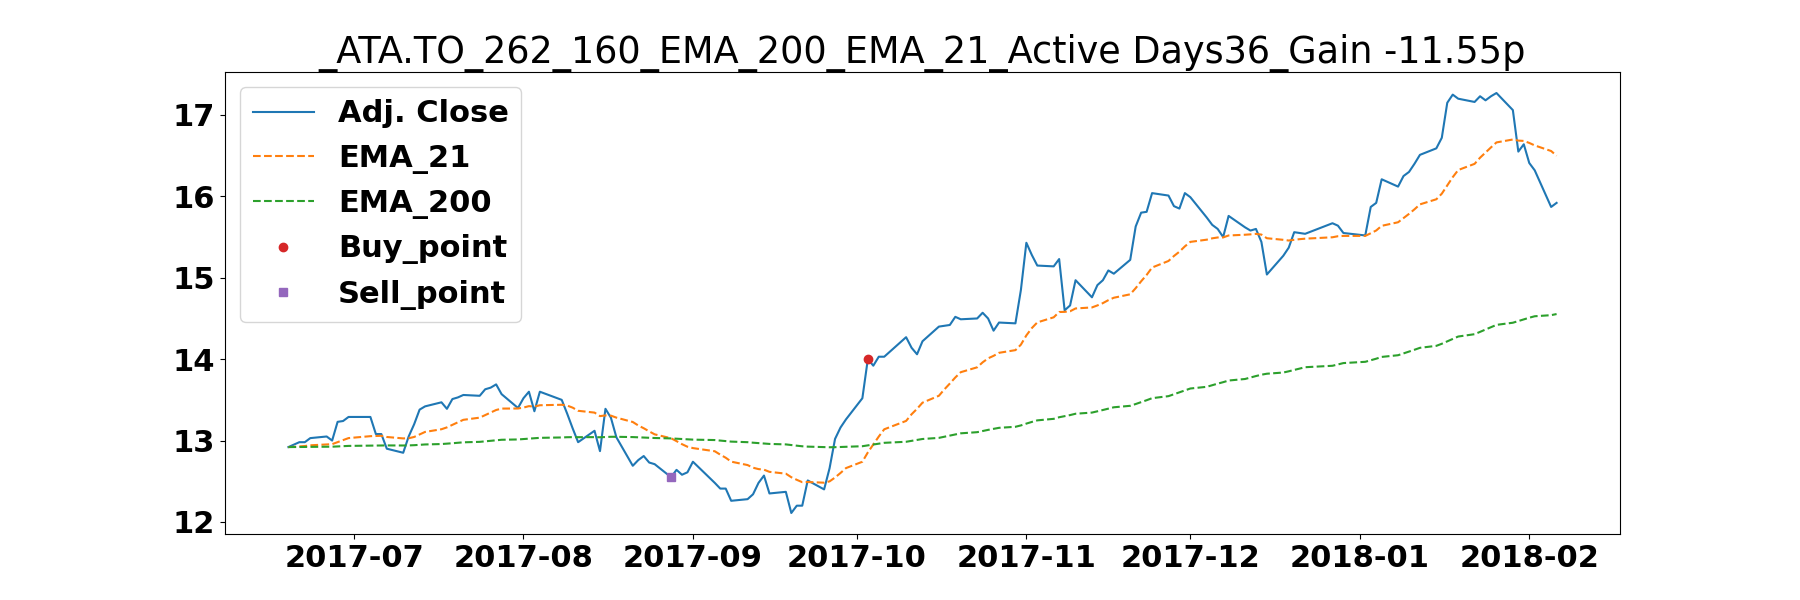 _ATA.TO_262_160_EMA_200_EMA_21_Active Days36_Gain -11.55p
Adj. Close
EMA_21
EMA_200
Buy_point
Sell_point
17
16
15
14
13
12
2017-07 2017-08 2017-09 2017-10 2017-11 2017-12 2018-01 2018-02